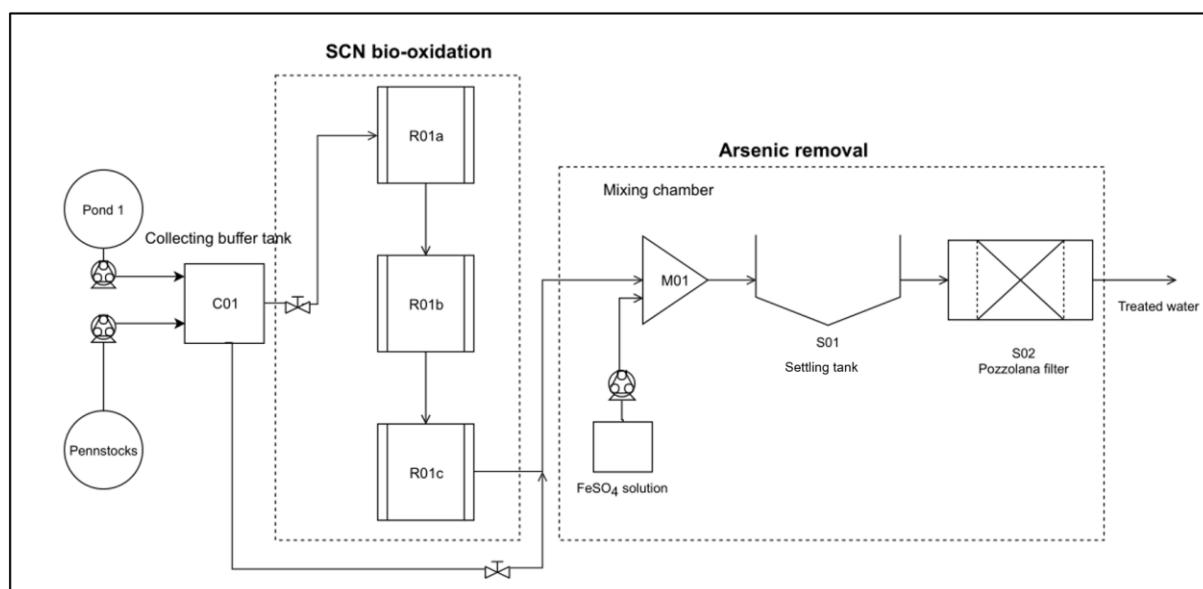 SCN bio-oxidation
R01a
Arsenic removal
Mixing chamber
Pond 1
Collecting buffer tank
C01
R01b
M01
Treated water
S01
Settling tank
S02
Pozzolana filter
Pennstocks
R01c
FeSO4 solution